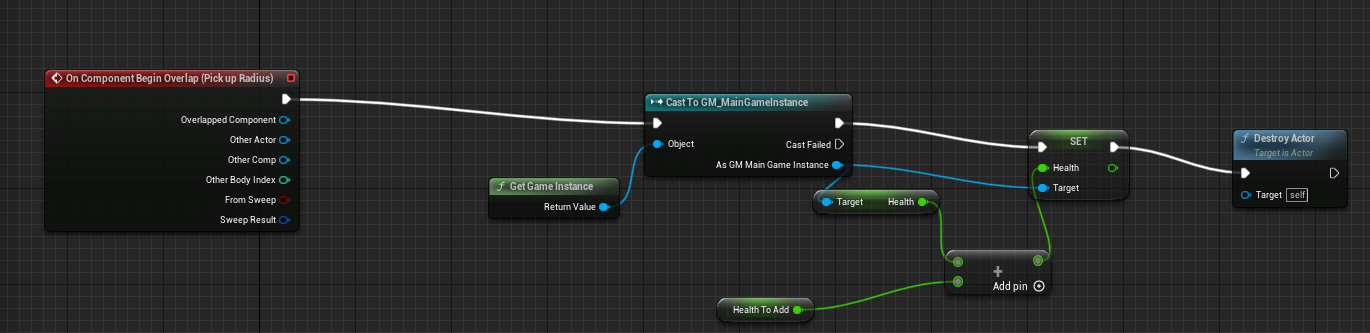 On Component Begin Overlap (Pick up Radius)
Overlapped Component
Other Actor
Other Comp
Other Body Index
From Sweep
Sweep Result
f Get Game Instance
Return Value
Cast To GM_MainGameInstance
Object
Cast Failed
As GM Main Game Instance
Target
Health
Health To Add
+
Add pin
SET
Health
Target
f Destroy Actor
Target is Actor
Target self